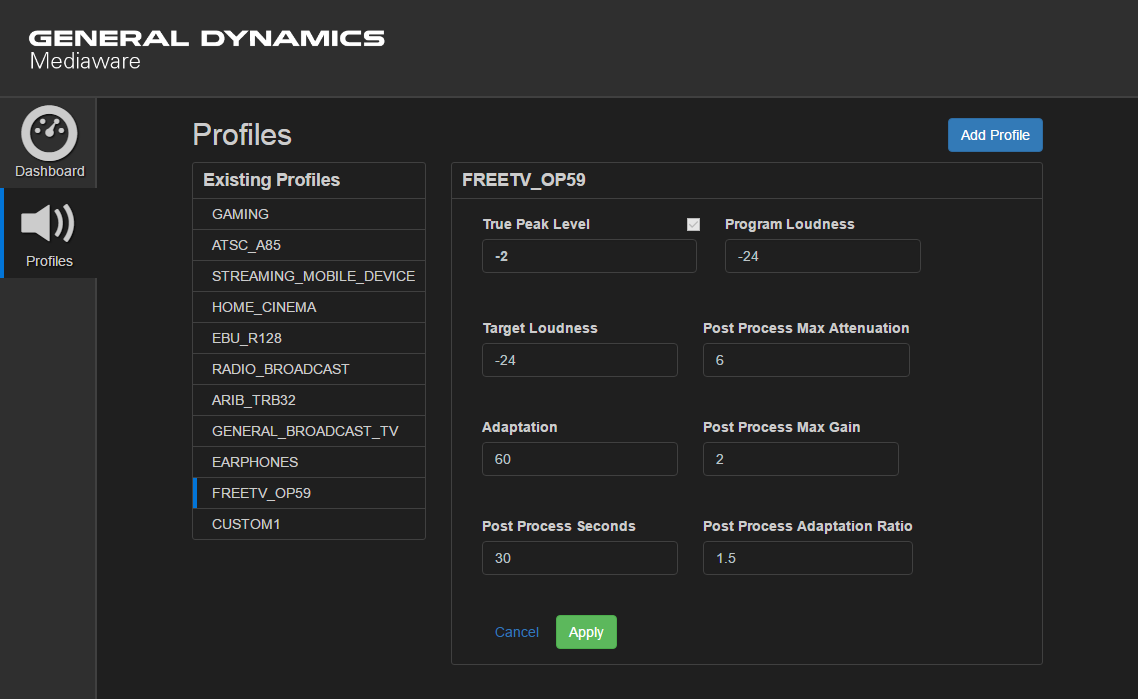 GENERAL DYNAMICS
Mediaware
Dashboard
Profiles
Profiles
Add Profile
Existing Profiles
GAMING
ATSC_A85
STREAMING_MOBILE_DEVICE
HOME_CINEMA
EBU_R128
RADIO_BROADCAST
ARIB_TRB32
GENERAL_BROADCAST_TV
EARPHONES
FREETV_OP59
CUSTOM1
FREETV_OP59
True Peak Level
-2
Program Loudness
-24
Target Loudness
-24
Post Process Max Attenuation
6
Adaptation
60
Post Process Max Gain
2
Post Process Seconds
30
Post Process Adaptation Ratio
1.5
Cancel
Apply